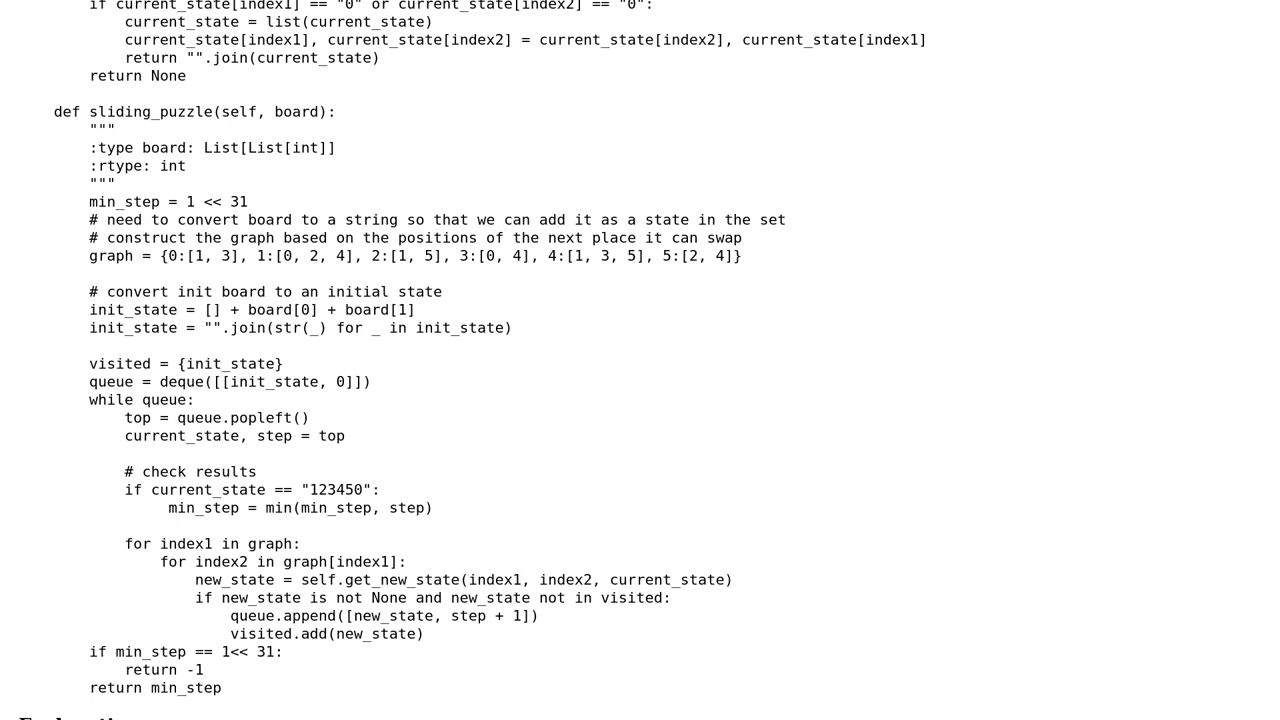 if current_state[index1] == "0" or current_state[index2] == "0":
current_state = list(current_state)
current_state[index1], current_state[index2] = current_state[index2], current_state[index1]
return "".join(current_state)
return None
def sliding_puzzle(self, board):
"""
:type board: List[List[int]]
:rtype: int
"""
min_step = 1 << 31
# need to convert board to a string so that we can add it as a state in the set
# construct the graph based on the positions of the next place it can swap
graph = {0:[1, 3], 1:[0, 2, 4], 2:[1, 5], 3:[0, 4], 4:[1, 3, 5], 5:[2, 4]}
# convert init board to an initial state
init_state = [] + board[0] + board[1]
init_state = "".join(str(_) for _ in init_state)
visited = {init_state}
queue = deque([[init_state, 0]])
while queue:
top = queue.popleft()
current_state, step = top
# check results
if current_state == "123450":
min_step = min(min_step, step)
for index1 in graph:
for index2 in graph[index1]:
new_state = self.get_new_state(index1, index2, current_state)
if new_state is not None and new_state not in visited:
queue.append([new_state, step + 1])
visited.add(new_state)
if min_step == 1<< 31:
return -1
return min_step